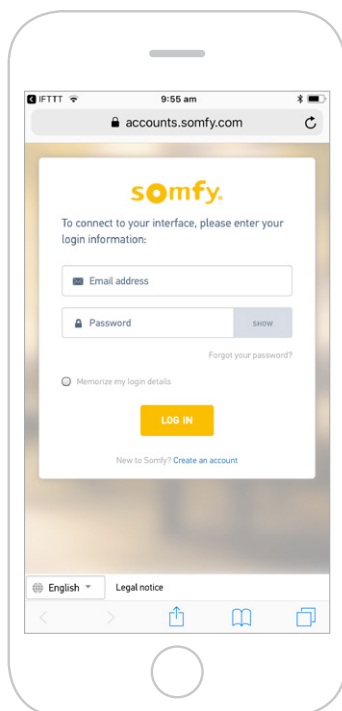 IFTTT 9:55 am
accounts.somfy.com
somfy.
To connect to your interface, please enter your
login information:
Email address
Password SHOW
Forgot your password?
Memorize my login details
LOG IN
New to Somfy? Create an account
English Legal notice